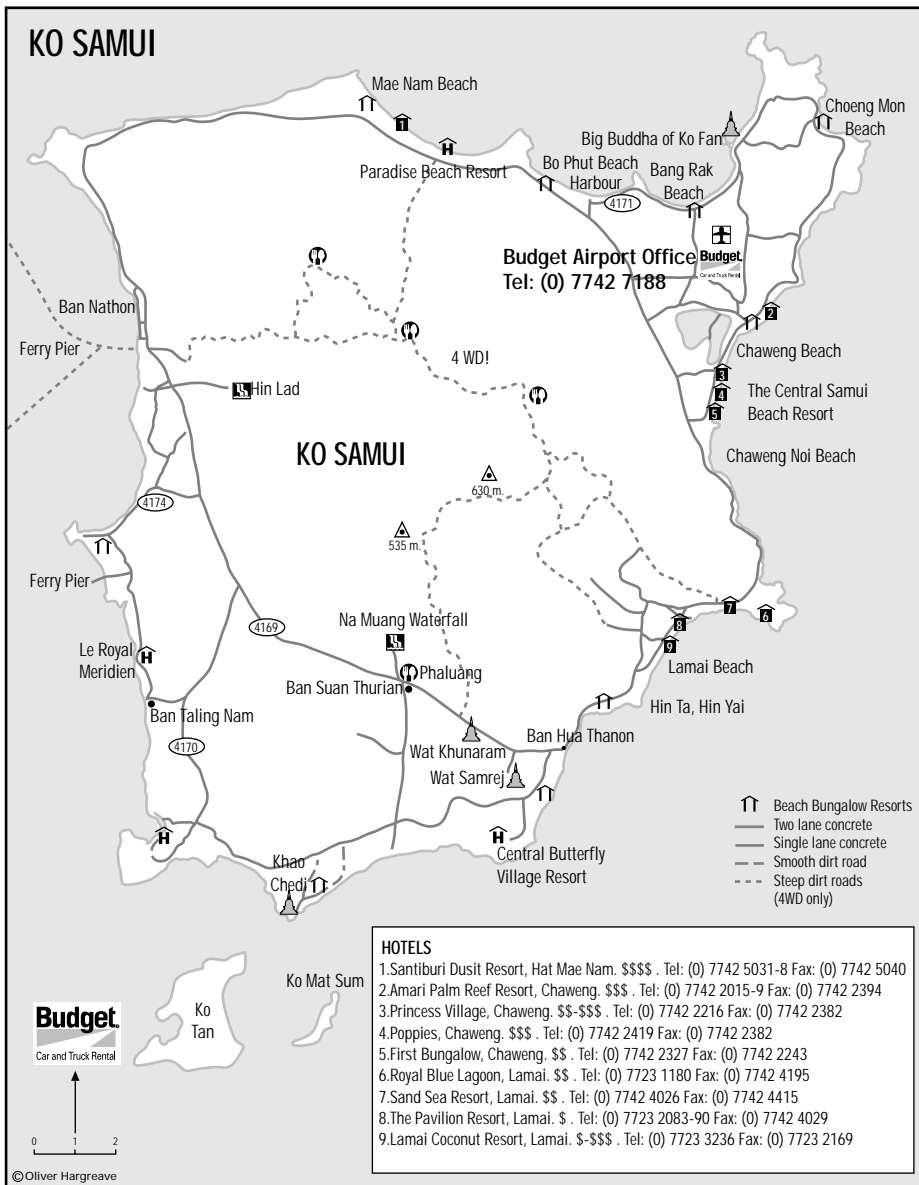 KO SAMUI
Mae Nam Beach
1
H
Paradise Beach Resort
Big Buddha of Ko Fan
Choeng Mon
Beach
Bo Phut Beach
Harbour
Bang Rak
Beach
4171
Budget Airport Office
Tel: (0) 7742 7188
Budget
Car and Truck Rental
2
Ban Nathon
Ferry Pier
4 WD!
Chaweng Beach
3
4
5
The Central Samui
Beach Resort
Hin Lad
KO SAMUI
Chaweng Noi Beach
630 m.
535 m.
4174
Ferry Pier
4169
Na Muang Waterfall
Le Royal
Meridien
H
Phaluang
Ban Suan Thurian
7
6
8
9
Lamai Beach
Hin Ta, Hin Yai
Ban Taling Nam
4170
Ban Hua Thanon
Wat Khunaram
Wat Samrej
H
H
Central Butterfly
Village Resort
Khao
Chedi
Beach Bungalow Resorts
Two lane concrete
Single lane concrete
Smooth dirt road
Steep dirt roads
(4WD only)
Ko
Tan
Ko Mat Sum
HOTELS
1.Santiburi Dusit Resort, Hat Mae Nam. $$$$ . Tel: (0) 7742 5031-8 Fax: (0) 7742 5040
2.Amari Palm Reef Resort, Chaweng. $$$ . Tel: (0) 7742 2015-9 Fax: (0) 7742 2394
3.Princess Village, Chaweng. $$-$$$ . Tel: (0) 7742 2216 Fax: (0) 7742 2382
4.Poppies, Chaweng. $$$ . Tel: (0) 7742 2419 Fax: (0) 7742 2382
5.First Bungalow, Chaweng. $$ . Tel: (0) 7742 2327 Fax: (0) 7742 2243
6.Royal Blue Lagoon, Lamai. $$ . Tel: (0) 7723 1180 Fax: (0) 7742 4195
7.Sand Sea Resort, Lamai. $$ . Tel: (0) 7742 4026 Fax: (0) 7742 4415
8.The Pavilion Resort, Lamai. $ . Tel: (0) 7723 2083-90 Fax: (0) 7742 4029
9.Lamai Coconut Resort, Lamai. $-$$$ . Tel: (0) 7723 3236 Fax: (0) 7723 2169
Budget®
Car and Truck Rental
0 1 2
©Oliver Hargreave